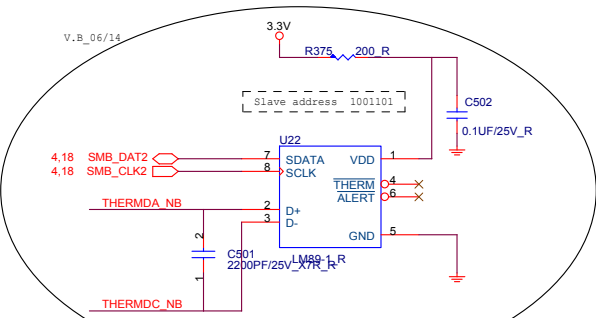 V.B_06/14
3.3V
R375 200_R
Slave address 1001101
C502
0.1UF/25V_R
U22
4,18 SMB_DAT2 7 SDATA VDD 1
4,18 SMB_CLK2 8 SCLK
THERM 4
ALERT 6
THERMDA_NB 2 D+
3 D-
GND 5
2 C501 LM89-1_R
2200PF/25V_X7R_R
1
THERMDC_NB